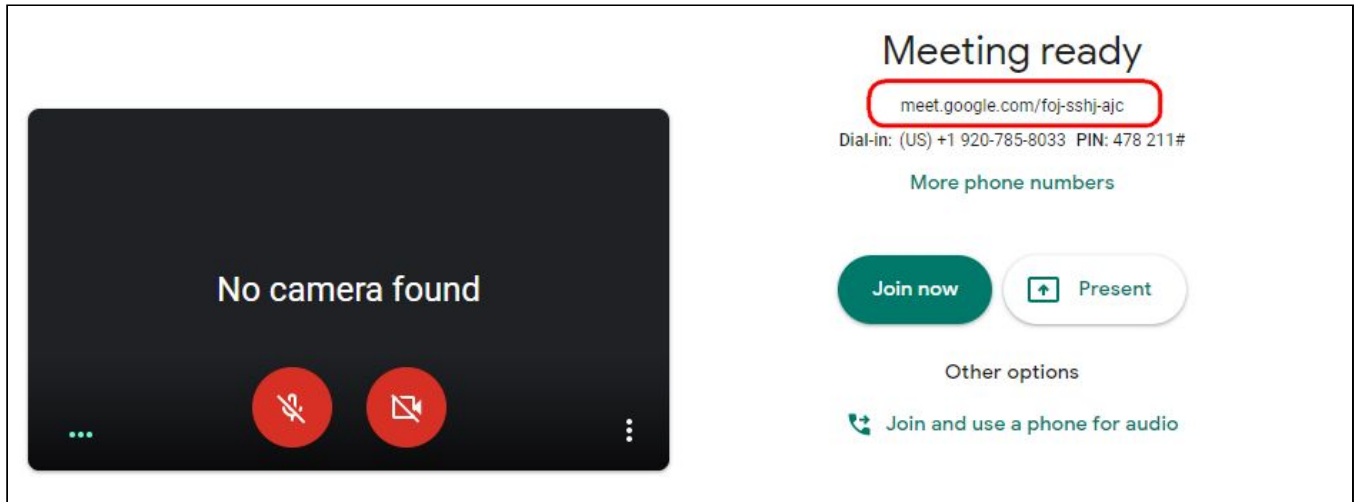 Meeting ready
meet.google.com/foj-sshj-ajc
Dial-in: (US) +1 920-785-8033 PIN: 478 211#
More phone numbers
No camera found
Join now
Present
Other options
Join and use a phone for audio